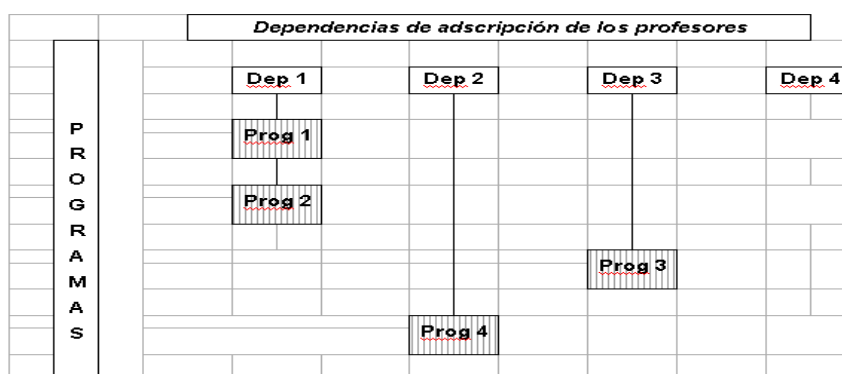 Dependencias de adscripción de los profesores
Dep 1 Dep 2 Dep 3 Dep 4
PROGRAMAS
Prog 1
Prog 2
Prog 3
Prog 4